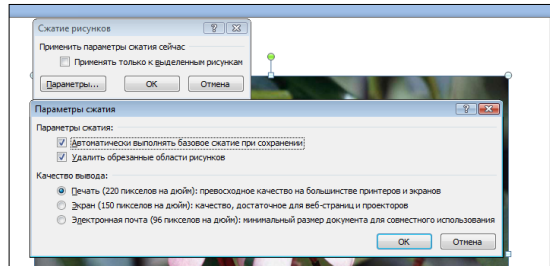 Сжатие рисунков
Применить параметры сжатия сейчас
Применять только к выделенным рисункам
Параметры... ОК Отмена
Параметры сжатия
Параметры сжатия:
Автоматически выполнять базовое сжатие при сохранении
Удалить обрезанные области рисунков
Качество вывода:
Печать (220 пикселов на дюйм): превосходное качество на большинстве принтеров и экранов
Экран (150 пикселов на дюйм): качество, достаточное для веб-страниц и проекторов
Электронная почта (96 пикселов на дюйм): минимальный размер документа для совместного использования
ОК Отмена